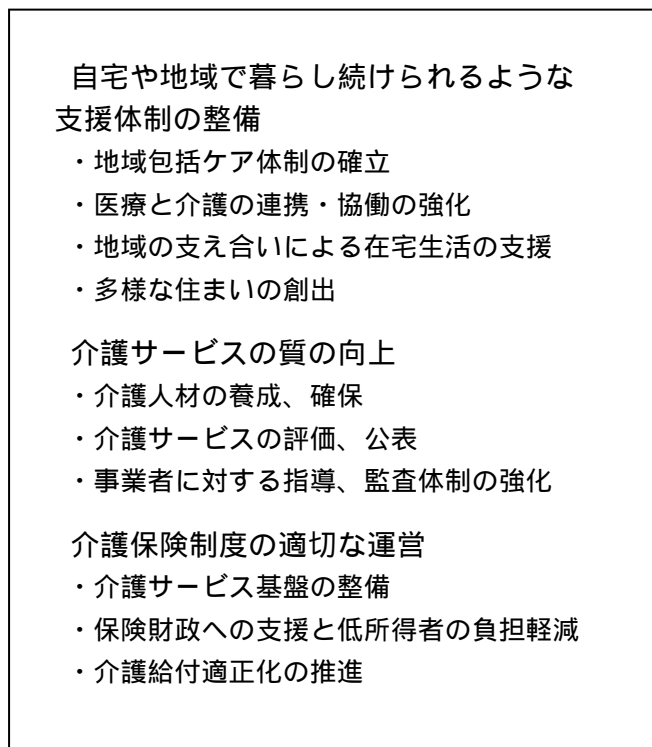 自宅や地域で暮らし続けられるような
支援体制の整備
・地域包括ケア体制の確立
・医療と介護の連携・協働の強化
・地域の支え合いによる在宅生活の支援
・多様な住まいの創出
介護サービスの質の向上
・介護人材の養成、確保
・介護サービスの評価、公表
・事業者に対する指導、監査体制の強化
介護保険制度の適切な運営
・介護サービス基盤の整備
・保険財政への支援と低所得者の負担軽減
・介護給付適正化の推進